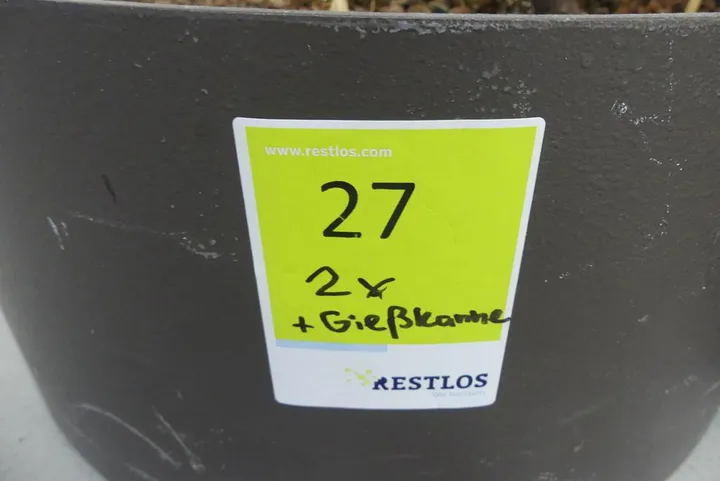 www.restlos.com
27
2x
+ Gießkanne
RESTLOS